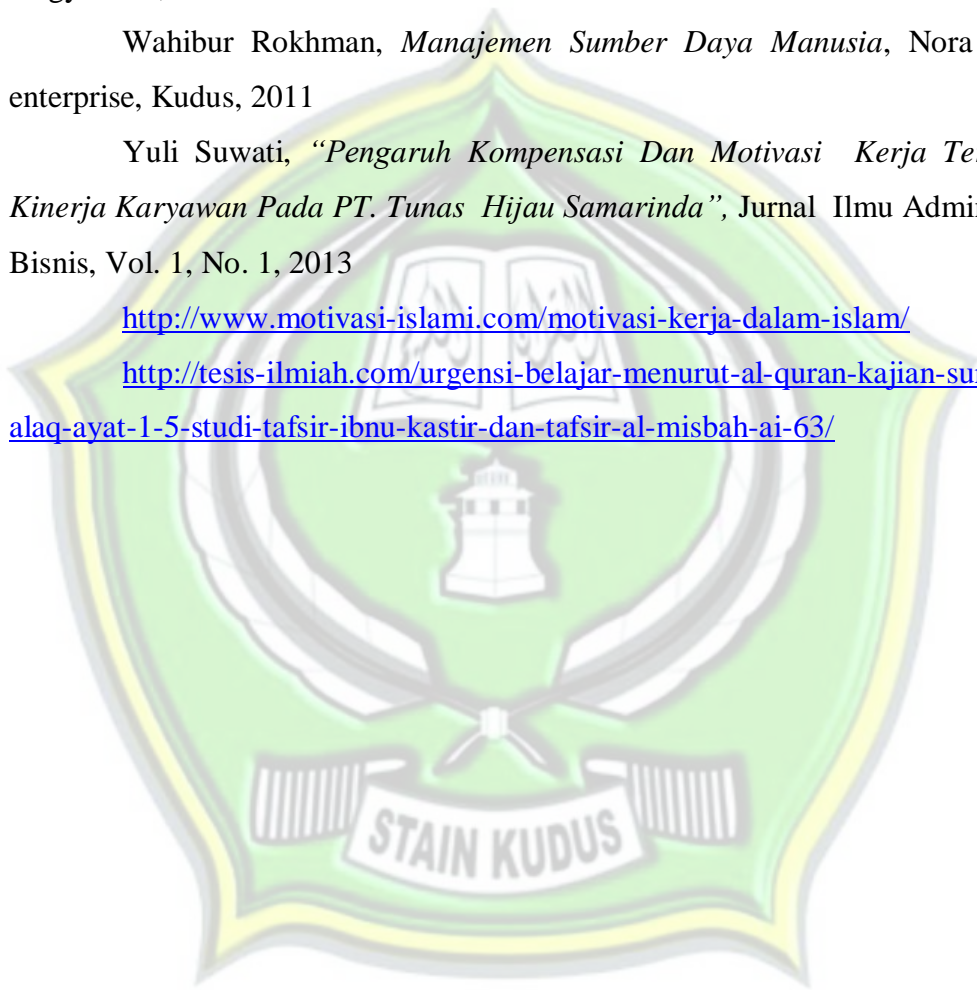 Wahibur Rokhman, Manajemen Sumber Daya Manusia, Nora
enterprise, Kudus, 2011
Yuli Suwati, “Pengaruh Kompensasi Dan Motivasi Kerja Te
Kinerja Karyawan Pada PT. Tunas Hijau Samarinda”, Jurnal Ilmu Admi
Bisnis, Vol. 1, No. 1, 2013
http://www.motivasi-islami.com/motivasi-kerja-dalam-islam/
http://tesis-ilmiah.com/urgensi-belajar-menurut-al-quran-kajian-su
alaq-ayat-1-5-studi-tafsir-ibnu-kastir-dan-tafsir-al-misbah-ai-63/
STAIN KUDUS